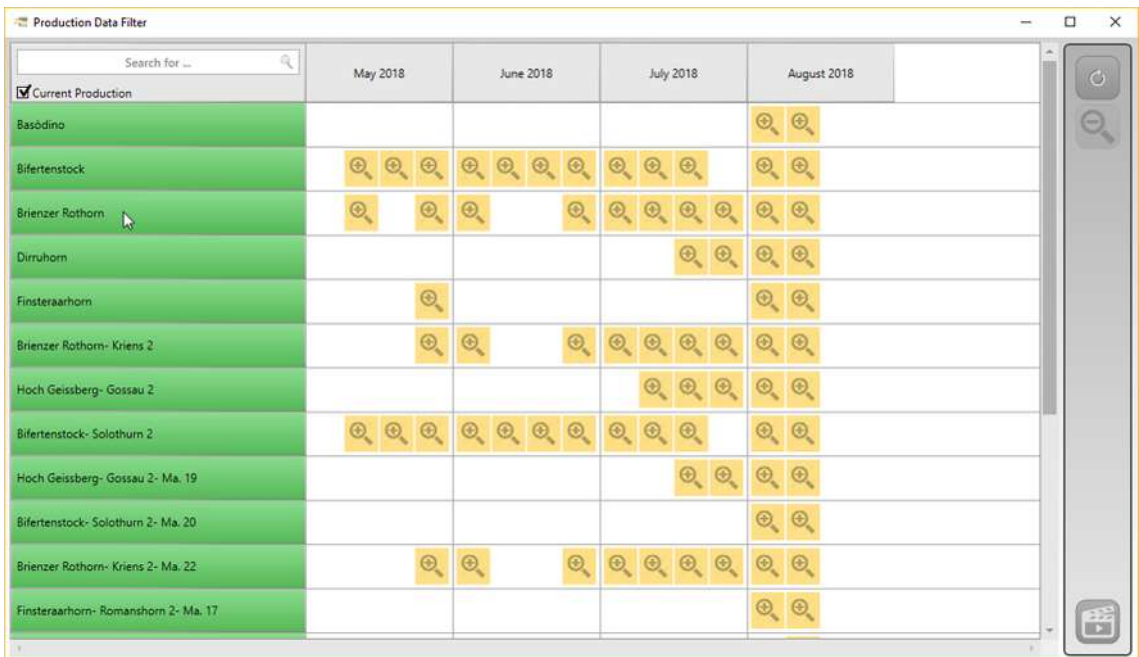 Production Data Filter
Search for ...
Current Production
May 2018
June 2018
July 2018
August 2018
Basòdino
Bifertenstock
Brienzer Rothorn
Dirruhorn
Finsteraarhorn
Brienzer Rothorn- Kriens 2
Hoch Geissberg- Gossau 2
Bifertenstock- Solothurn 2
Hoch Geissberg- Gossau 2- Ma. 19
Bifertenstock- Solothurn 2- Ma. 20
Brienzer Rothorn- Kriens 2- Ma. 22
Finsteraarhorn- Romanshorn 2- Ma. 17